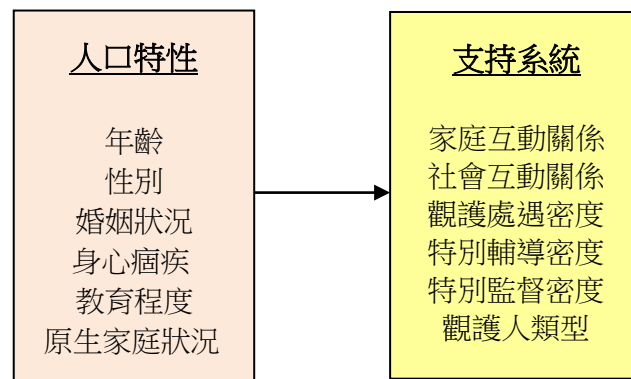 人口特性
年齡
性別
婚姻狀況
身心痼疾
教育程度
原生家庭狀況
支持系統
家庭互動關係
社會互動關係
觀護處遇密度
特別輔導密度
特別監督密度
觀護人類型